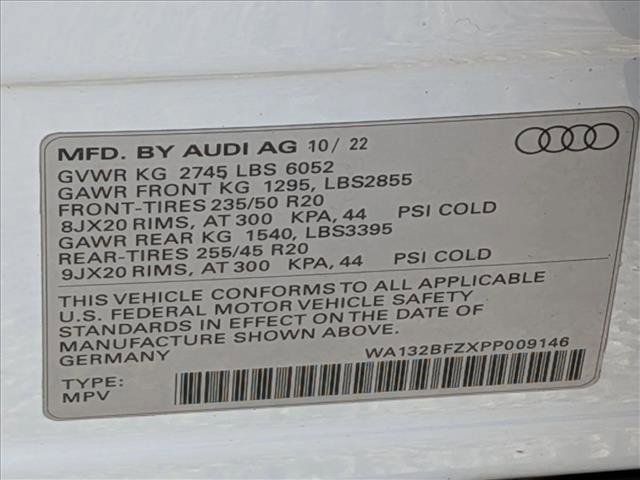 MFD. BY AUDI AG 10/ 22
GVWR KG 2745 LBS 6052
GAWR FRONT KG 1295, LBS2855
FRONT-TIRES 235/50 R20
8JX20 RIMS, AT 300 KPA, 44 PSI COLD
GAWR REAR KG 1540, LBS3395
REAR-TIRES 255/45 R20
9JX20 RIMS, AT 300 KPA, 44 PSI COLD
THIS VEHICLE CONFORMS TO ALL APPLICABLE
U.S. FEDERAL MOTOR VEHICLE SAFETY
STANDARDS IN EFFECT ON THE DATE OF
MANUFACTURE SHOWN ABOVE.
GERMANY WA132BFZXPP009146
TYPE:
MPV